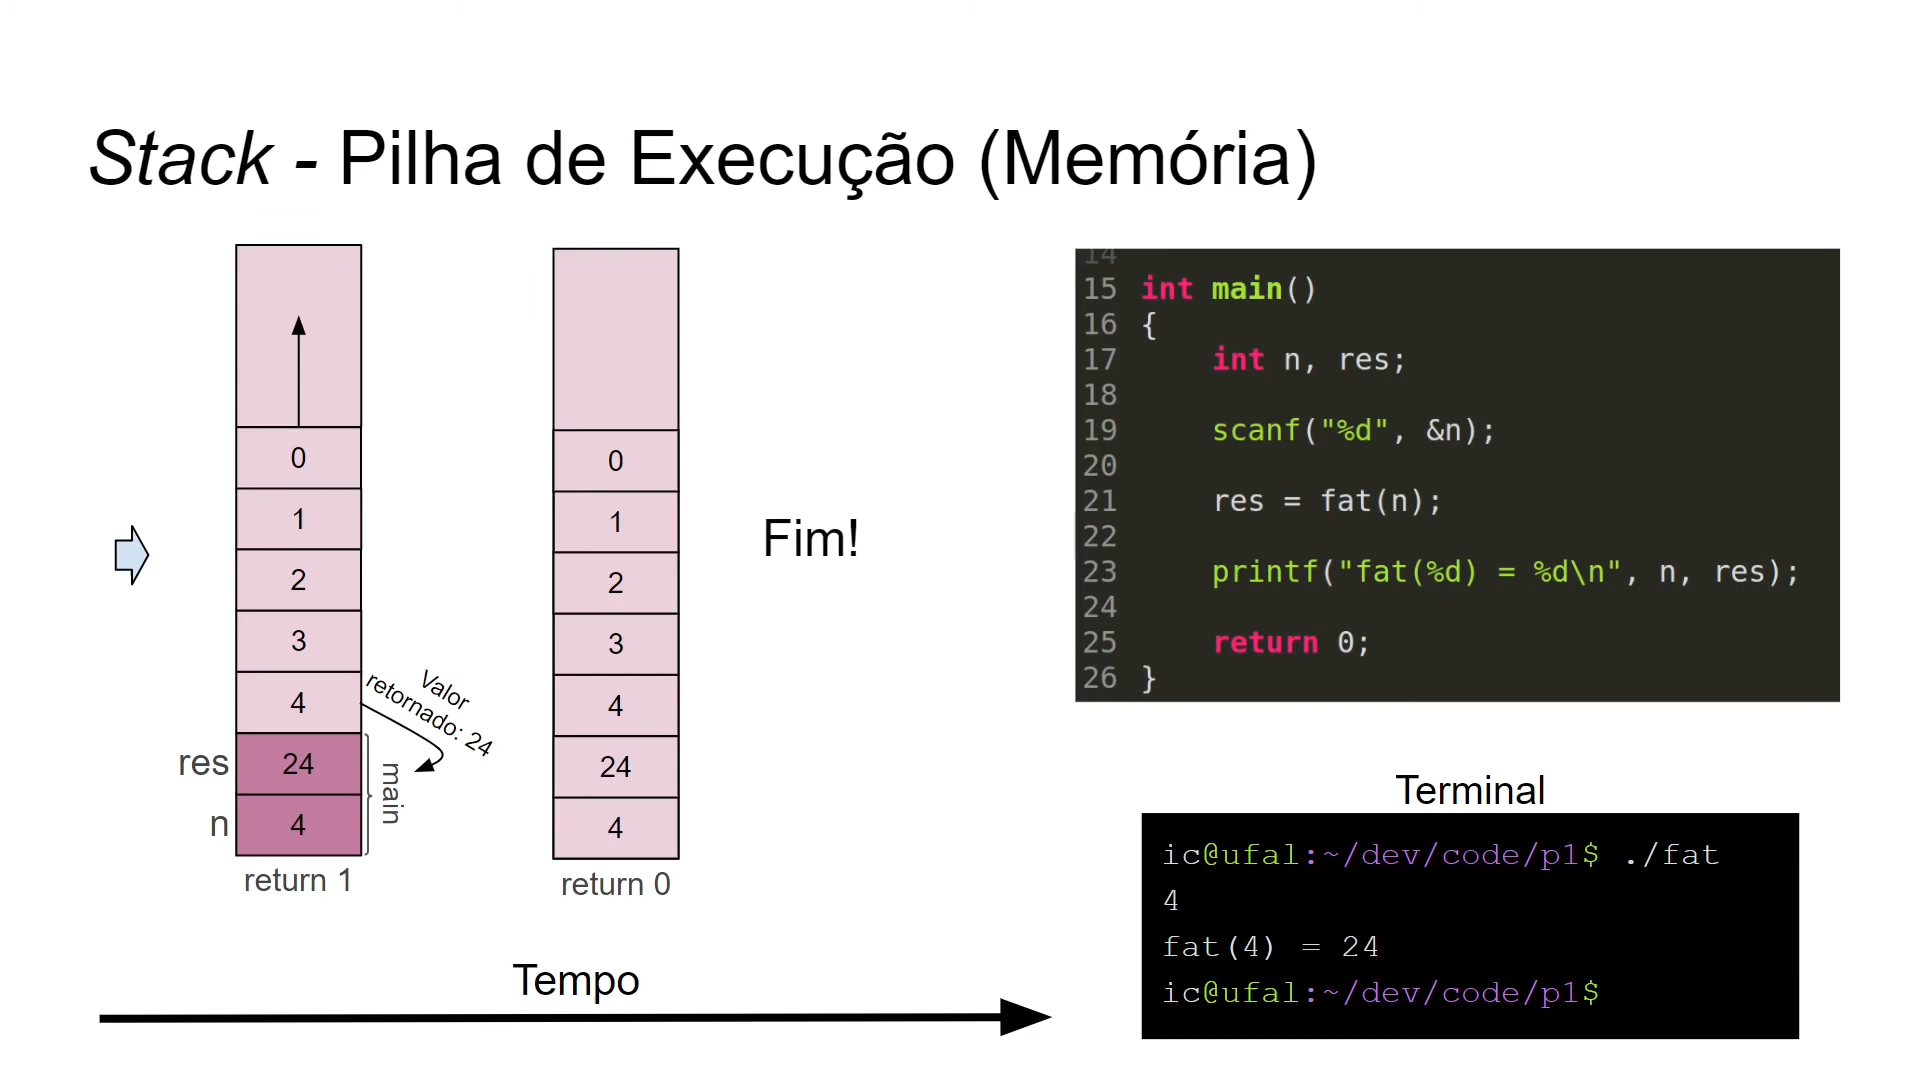 Stack - Pilha de Execução (Memória)
0
1
2
3
4
res 24
n 4
main
Valor
retornado: 24
return 1
0
1
2
3
4
24
4
return 0
Fim!
Tempo
14
15 int main()
16 {
17 int n, res;
18
19 scanf("%d", &n);
20
21 res = fat(n);
22
23 printf("fat(%d) = %d\n", n, res);
24
25 return 0;
26 }
Terminal
ic@ufal:~/dev/code/p1$ ./fat
4
fat(4) = 24
ic@ufal:~/dev/code/p1$